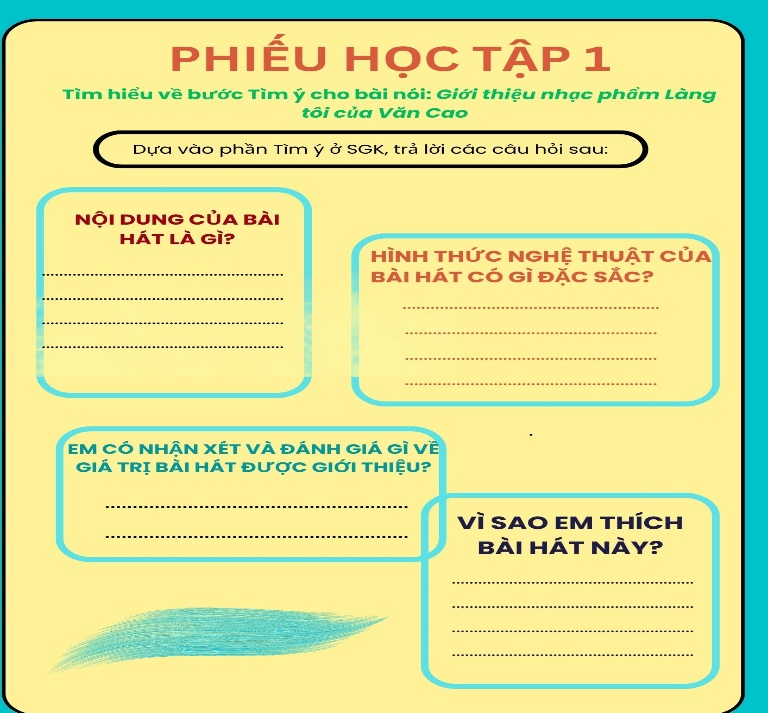 PHIẾU HỌC TẬP 1
Tìm hiểu về bước Tìm ý cho bài nói: Giới thiệu nhạc phẩm Làng
tôi của Văn Cao
Dựa vào phần Tìm ý ở SGK, trả lời các câu hỏi sau:
NỘI DUNG CỦA BÀI
HÁT LÀ GÌ?
HÌNH THỨC NGHỆ THUẬT CỦA
BÀI HÁT CÓ GÌ ĐẶC SẮC?
EM CÓ NHẬN XÉT VÀ ĐÁNH GIÁ GÌ VỀ
GIÁ TRỊ BÀI HÁT ĐƯỢC GIỚI THIỆU?
VÌ SAO EM THÍCH
BÀI HÁT NÀY?